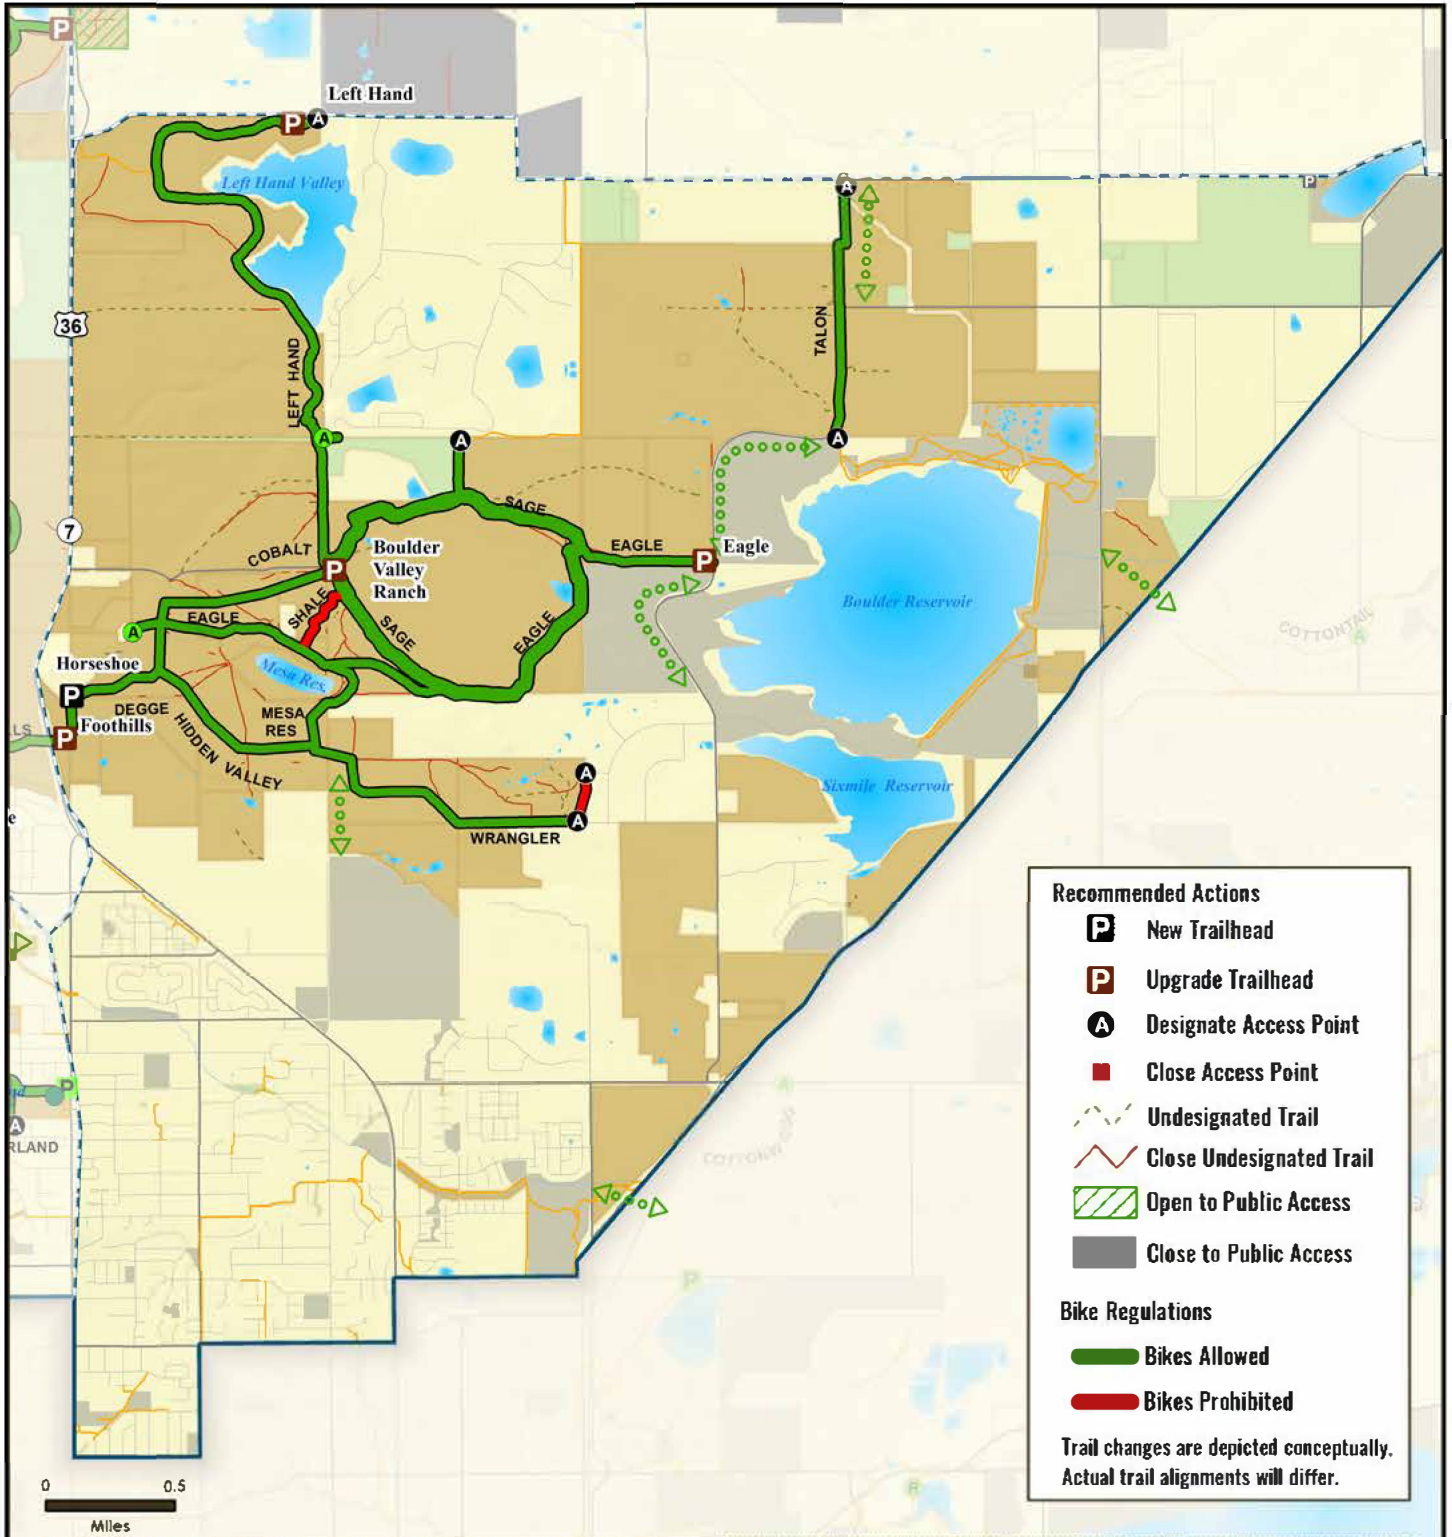 P
Left Hand
P A
Left Hand Valley
A
P
36
LEFT HAND
TALON
A
A
A
7
SAGE
COBALT
Boulder
Valley
Ranch
P
EAGLE
P
Eagle
SHALE
SAGE
EAGLE
EAGLE
A
Boulder Reservoir
COTTONTAIL
A
Horseshoe
Mesa Res.
P
DEGGE
Foothills
P
LS
HIDDEN VALLEY
MESA
RES
A
A
WRANGLER
Sixmile Reservoir
e
P
nd
A
RLAND
A
P
R
Recommended Actions
P New Trailhead
P Upgrade Trailhead
A Designate Access Point
Close Access Point
Undesignated Trail
Close Undesignated Trail
Open to Public Access
Close to Public Access
Bike Regulations
Bikes Allowed
Bikes Prohibited
Trail changes are depicted conceptually.
Actual trail alignments will differ.
0 0.5
Miles